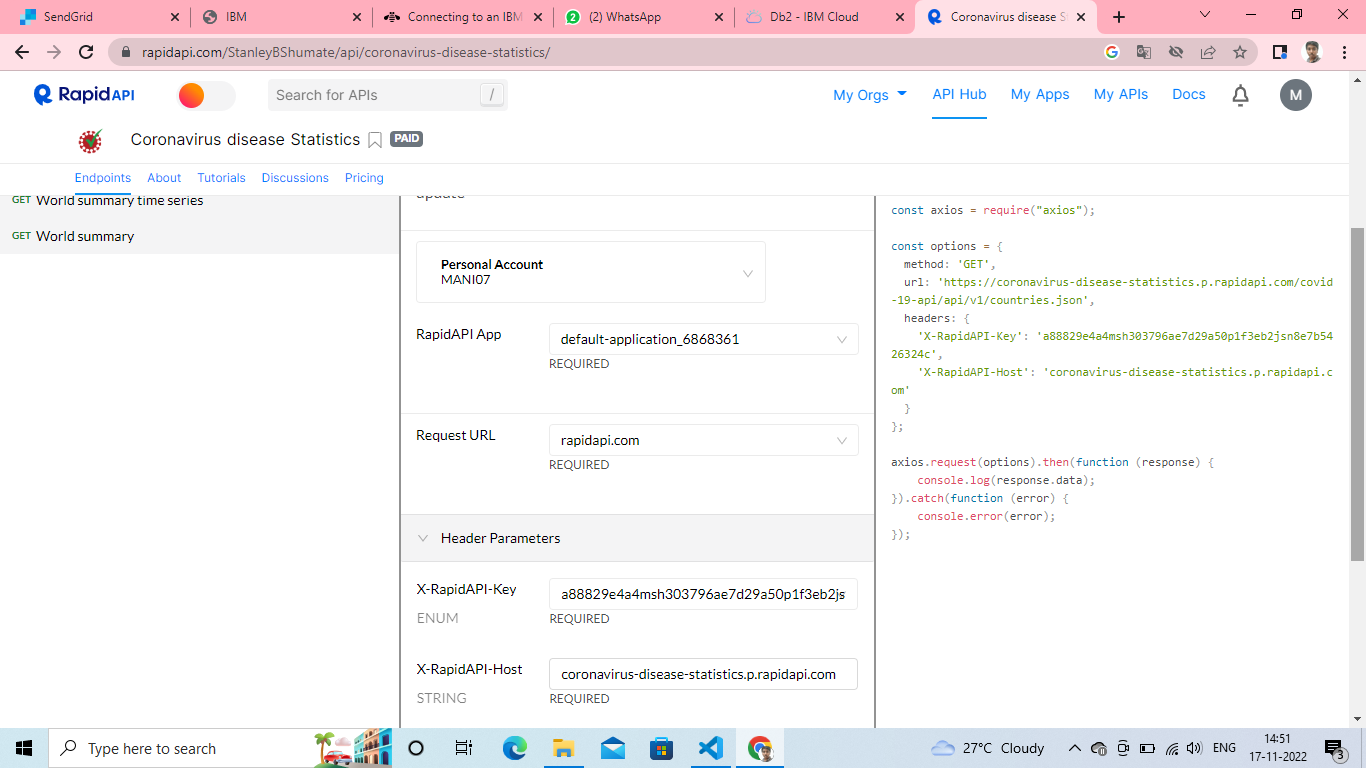 SendGrid
IBM
Connecting to an IBM
(2) WhatsApp
Db2 - IBM Cloud
Coronavirus disease S
rapidapi.com/StanleyBShumate/api/coronavirus-disease-statistics/
Rapid API
Search for APIs
/
My Orgs
API Hub
My Apps
My APIs
Docs
M
Coronavirus disease Statistics
PAID
Endpoints
About
Tutorials
Discussions
Pricing
GET World summary time series
GET World summary
update
Personal Account
MANI07
RapidAPI App
default-application_6868361
REQUIRED
Request URL
rapidapi.com
REQUIRED
Header Parameters
X-RapidAPI-Key
a88829e4a4msh303796ae7d29a50p1f3eb2js
ENUM
REQUIRED
X-RapidAPI-Host
coronavirus-disease-statistics.p.rapidapi.com
STRING
REQUIRED
const axios = require("axios");
const options = {
method: 'GET',
url: 'https://coronavirus-disease-statistics.p.rapidapi.com/covid
-19-api/api/v1/countries.json',
headers: {
'X-RapidAPI-Key': 'a88829e4a4msh303796ae7d29a50p1f3eb2jsn8e7b54
26324c',
'X-RapidAPI-Host': 'coronavirus-disease-statistics.p.rapidapi.c
om'
}
};
axios.request(options).then(function (response) {
console.log(response.data);
}).catch(function (error) {
console.error(error);
});
Type here to search
27°C Cloudy
ENG
14:51
17-11-2022
3